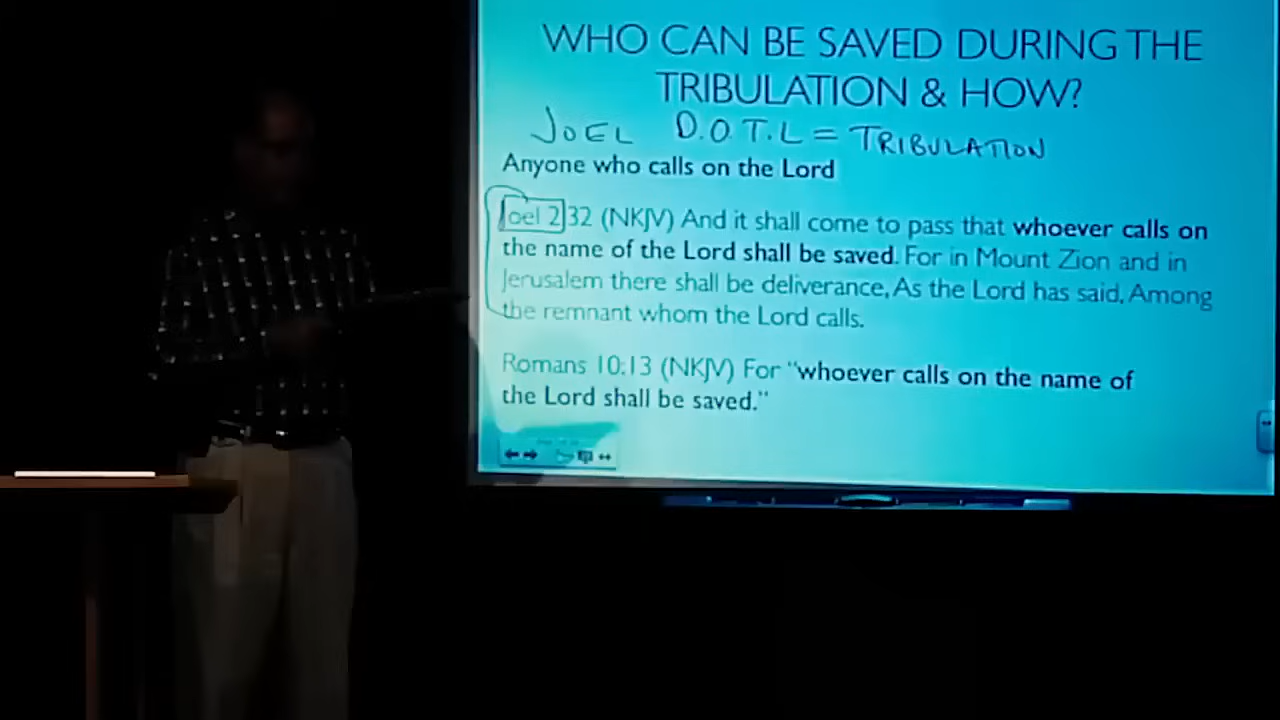 WHO CAN BE SAVED DURING THE
TRIBULATION & HOW?
JOEL D.O.T.L = TRIBULATION
Anyone who calls on the Lord
Joel 2 32 (NKJV) And it shall come to pass that whoever calls on
the name of the Lord shall be saved. For in Mount Zion and in
Jerusalem there shall be deliverance, As the Lord has said, Among
the remnant whom the Lord calls.
Romans 10:13 (NKJV) For "whoever calls on the name of
the Lord shall be saved."